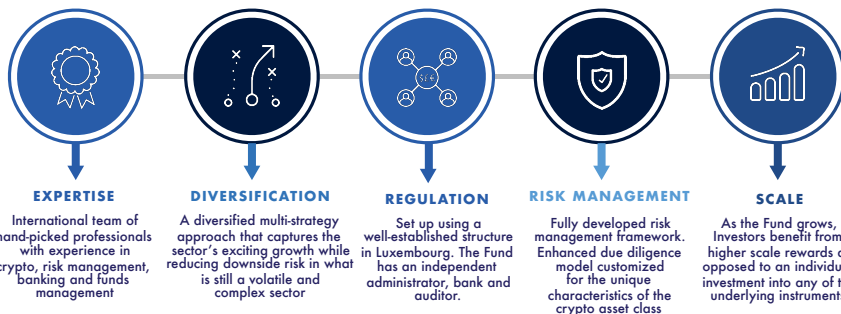 $ / €
EXPERTISE
International team of
hand-picked professionals
with experience in
crypto, risk management,
banking and funds
management
DIVERSIFICATION
A diversified multi-strategy
approach that captures the
sector's exciting growth while
reducing downside risk in what
is still a volatile and
complex sector
REGULATION
Set up using a
well-established structure
in Luxembourg. The Fund
has an independent
administrator, bank and
auditor.
RISK MANAGEMENT
Fully developed risk
management framework.
Enhanced due diligence
model customized
for the unique
characteristics of the
crypto asset class
SCALE
As the Fund grows,
Investors benefit from
higher scale rewards
opposed to an individu
investment into any of
underlying instrument